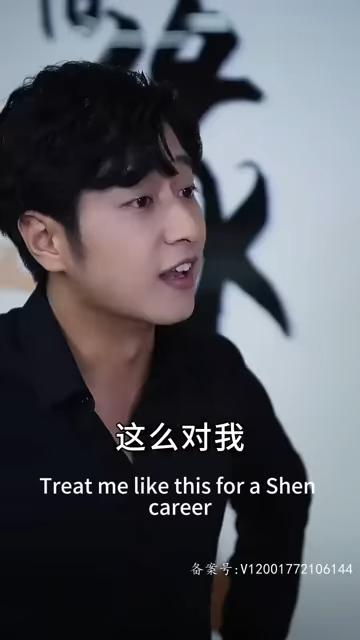 这么对我
Treat me like this for a Shen
career
备案号:V12001772106144